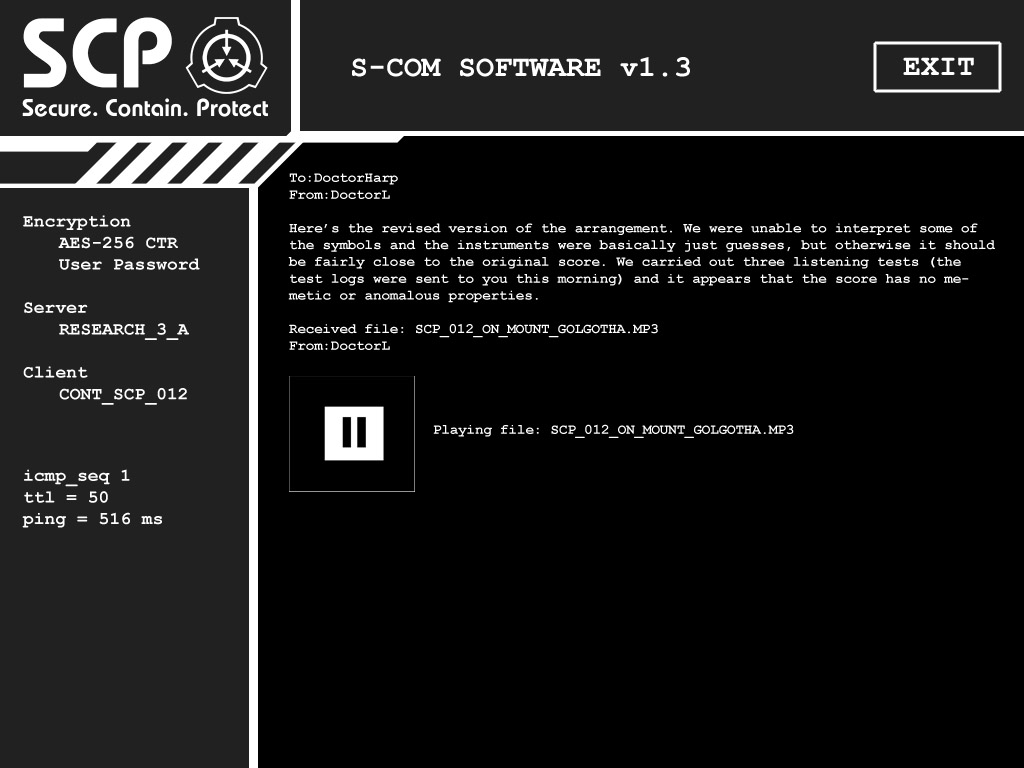 SCP
Secure. Contain. Protect
S-COM SOFTWARE v1.3
EXIT
Encryption
AES-256 CTR
User Password
Server
RESEARCH_3_A
Client
CONT_SCP_012
icmp_seq 1
ttl = 50
ping = 516 ms
To:DoctorHarp
From:DoctorL
Here's the revised version of the arrangement. We were unable to interpret some of
the symbols and the instruments were basically just guesses, but otherwise it should
be fairly close to the original score. We carried out three listening tests (the
test logs were sent to you this morning) and it appears that the score has no me-
metic or anomalous properties.
Received file: SCP_012_ON_MOUNT_GOLGOTHA.MP3
From:DoctorL
Playing file: SCP_012_ON_MOUNT_GOLGOTHA.MP3